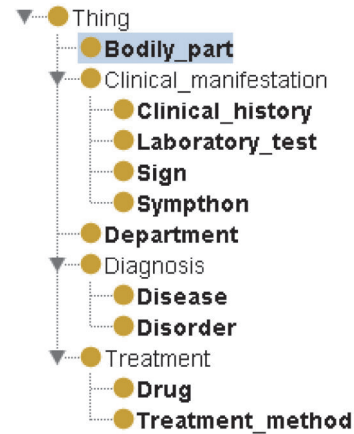 Thing
Bodily_part
Clinical_manifestation
Clinical_history
Laboratory_test
Sign
Sympthon
Department
Diagnosis
Disease
Disorder
Treatment
Drug
Treatment_method